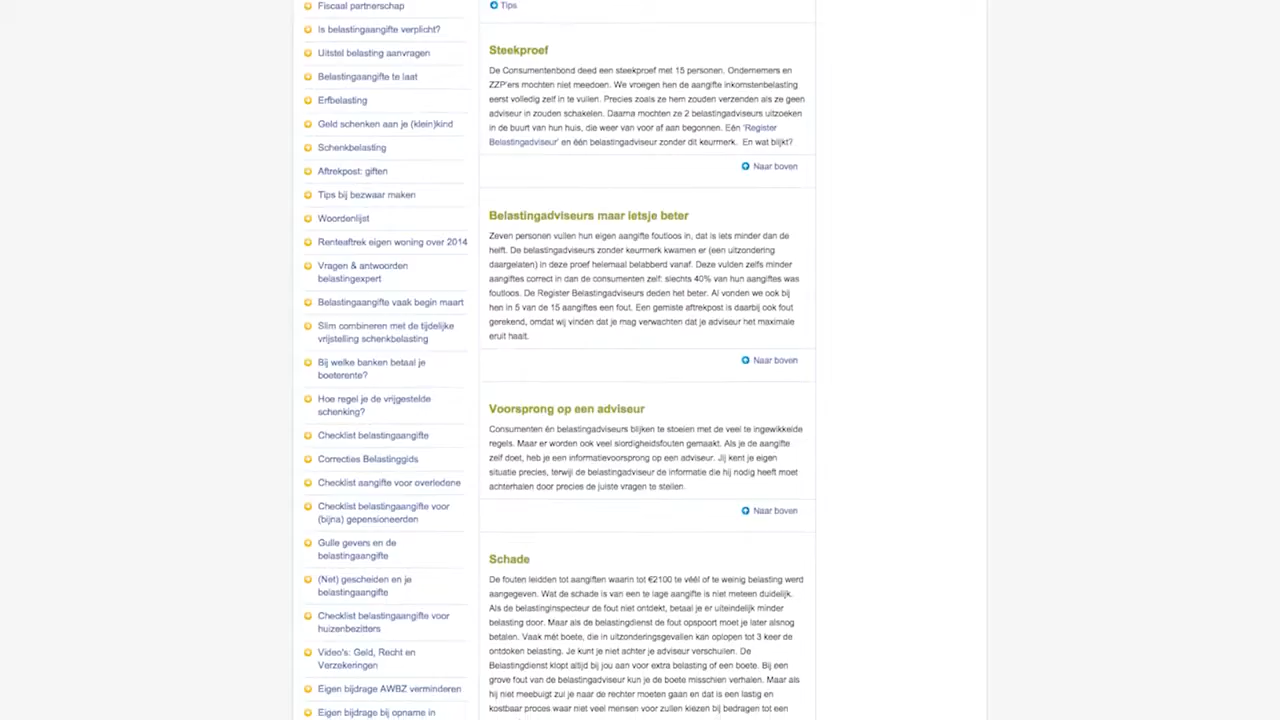 Fiscaal partnerschap
Is belastingaangifte verplicht?
Uitstel belasting aanvragen
Belastingaangifte te laat
Erfbelasting
Geld schenken aan je (klein)kind
Schenkbelasting
Aftrekpost: giften
Tips bij bezwaar maken
Woordenlijst
Renteaftrek eigen woning over 2014
Vragen & antwoorden
belastingexpert
Belastingaangifte vaak begin maart
Slim combineren met de tijdelijke
vrijstelling schenkbelasting
Bij welke banken betaal je
boeterente?
Hoe regel je de vrijgestelde
schenking?
Checklist belastingaangifte
Correcties Belastinggids
Checklist aangifte voor overledene
Checklist belastingaangifte voor
(bijna) gepensioneerden
Gulle gevers en de
belastingaangifte
(Net) gescheiden en je
belastingaangifte
Checklist belastingaangifte voor
huizenbezitters
Video's: Geld, Recht en
Verzekeringen
Eigen bijdrage AWBZ verminderen
Eigen bijdrage bij opname in
Tips
Steekproef
De Consumentenbond deed een steekproef met 15 personen. Ondernemers en
ZZP'ers mochten niet meedoen. We vroegen hen de aangifte inkomstenbelasting
eerst volledig zelf in te vullen. Precies zoals ze hem zouden verzenden als ze geen
adviseur in zouden schakelen. Daarna mochten ze 2 belastingadviseurs uitzoeken
in de buurt van hun huis, die weer van voor af aan begonnen. Eén 'Register
Belastingadviseur' en één belastingadviseur zonder dit keurmerk. En wat blijkt?
Naar boven
Belastingadviseurs maar ietsje beter
Zeven personen vullen hun eigen aangifte foutloos in, dat is iets minder dan de
helft. De belastingadviseurs zonder keurmerk kwamen er (een uitzondering
daargelaten) in deze proef helemaal belabberd vanaf. Deze vulden zelfs minder
aangiftes correct in dan de consumenten zelf: slechts 40% van hun aangiftes was
foutloos. De Register Belastingadviseurs deden het beter. Al vonden we ook bij
hen in 5 van de 15 aangiftes een fout. Een gemiste aftrekpost is daarbij ook fout
gerekend, omdat wij vinden dat je mag verwachten dat je adviseur het maximale
eruit haalt.
Naar boven
Voorsprong op een adviseur
Consumenten én belastingadviseurs blijken te stoeien met de veel te ingewikkelde
regels. Maar er worden ook veel slordigheidsfouten gemaakt. Als je de aangifte
zelf doet, heb je een informatievoorsprong op een adviseur. Jij kent je eigen
situatie precies, terwijl de belastingadviseur de informatie die hij nodig heeft moet
achterhalen door precies de juiste vragen te stellen.
Naar boven
Schade
De fouten leidden tot aangiften waarin tot €2100 te véél of te weinig belasting werd
aangegeven. Wat de schade is van een te lage aangifte is niet meteen duidelijk.
Als de belastinginspecteur de fout niet ontdekt, betaal je er uiteindelijk minder
belasting door. Maar als de belastingdienst de fout opspoort moet je later alsnog
betalen. Vaak mét boete, die in uitzonderingsgevallen kan oplopen tot 3 keer de
ontdoken belasting. Je kunt je niet achter je adviseur verschuilen. De
Belastingdienst klopt altijd bij jou aan voor extra belasting of een boete. Bij een
grove fout van de belastingadviseur kun je de boete misschien verhalen. Maar als
hij niet meebuigt zul je naar de rechter moeten gaan en dat is een lastig en
kostbaar proces waar niet veel mensen voor zullen kiezen bij bedragen tot een